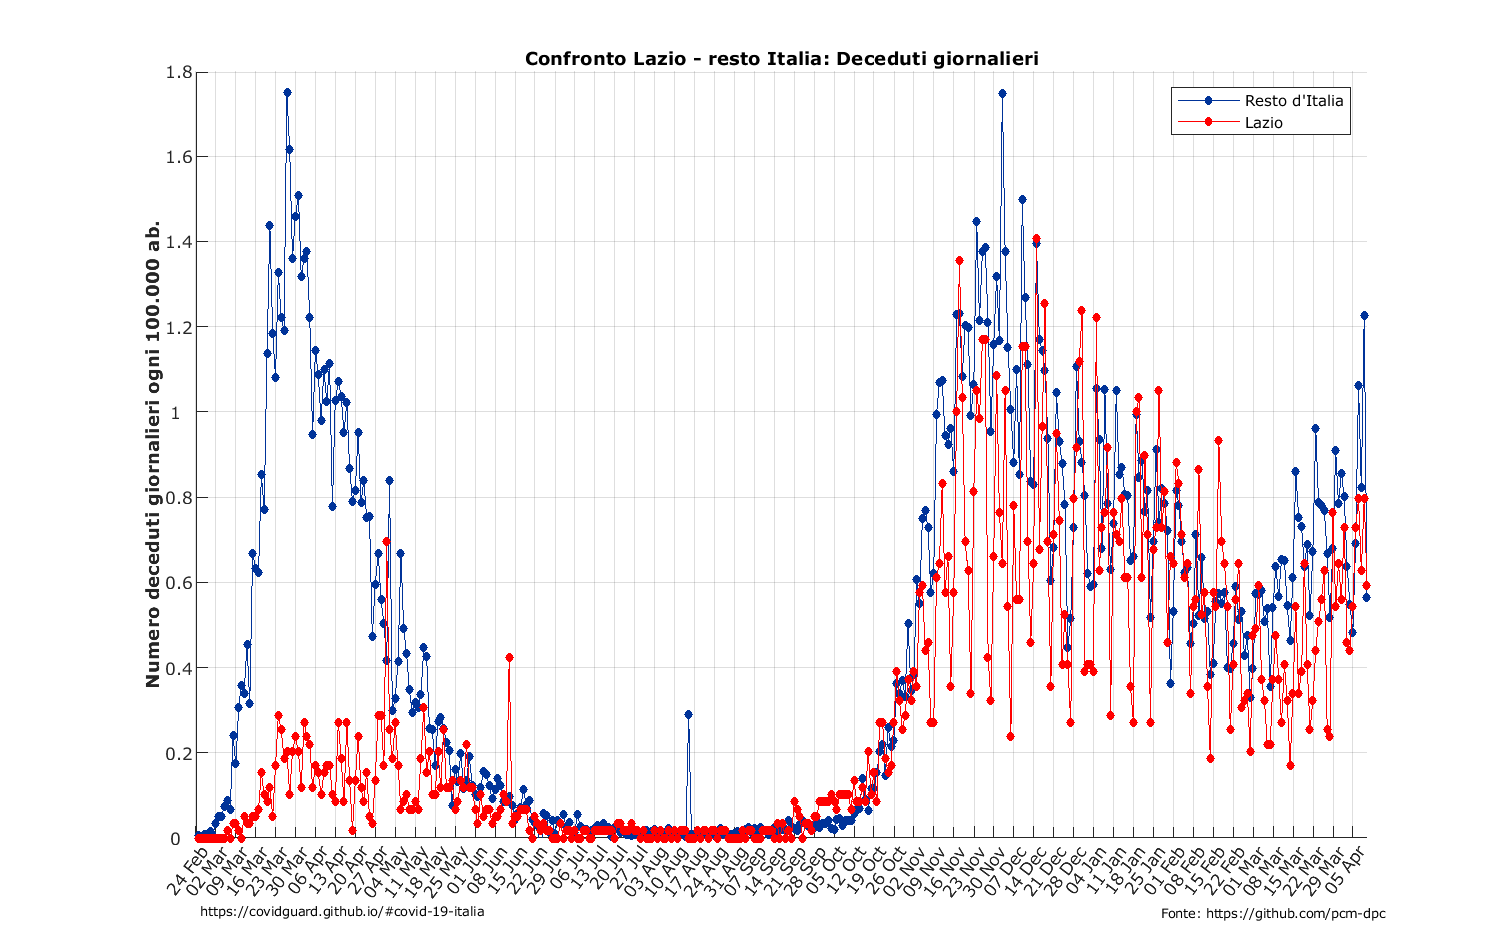 Confronto Lazio - resto Italia: Deceduti giornalieri
Numero deceduti giornalieri ogni 100.000 ab.
1.8
1.6
1.4
1.2
1
0.8
0.6
0.4
0.2
0
Resto d'Italia
Lazio
24 Feb
02 Mar
09 Mar
16 Mar
23 Mar
30 Mar
06 Apr
13 Apr
20 Apr
27 Apr
04 May
11 May
18 May
25 May
01 Jun
08 Jun
15 Jun
22 Jun
29 Jun
06 Jul
13 Jul
20 Jul
27 Jul
03 Aug
10 Aug
17 Aug
24 Aug
31 Aug
07 Sep
14 Sep
21 Sep
28 Sep
05 Oct
12 Oct
19 Oct
26 Oct
02 Nov
09 Nov
16 Nov
23 Nov
30 Nov
07 Dec
14 Dec
21 Dec
28 Dec
04 Jan
11 Jan
18 Jan
25 Jan
01 Feb
08 Feb
15 Feb
22 Feb
01 Mar
08 Mar
15 Mar
22 Mar
29 Mar
05 Apr
https://covidguard.github.io/#covid-19-italia
Fonte: https://github.com/pcm-dpc